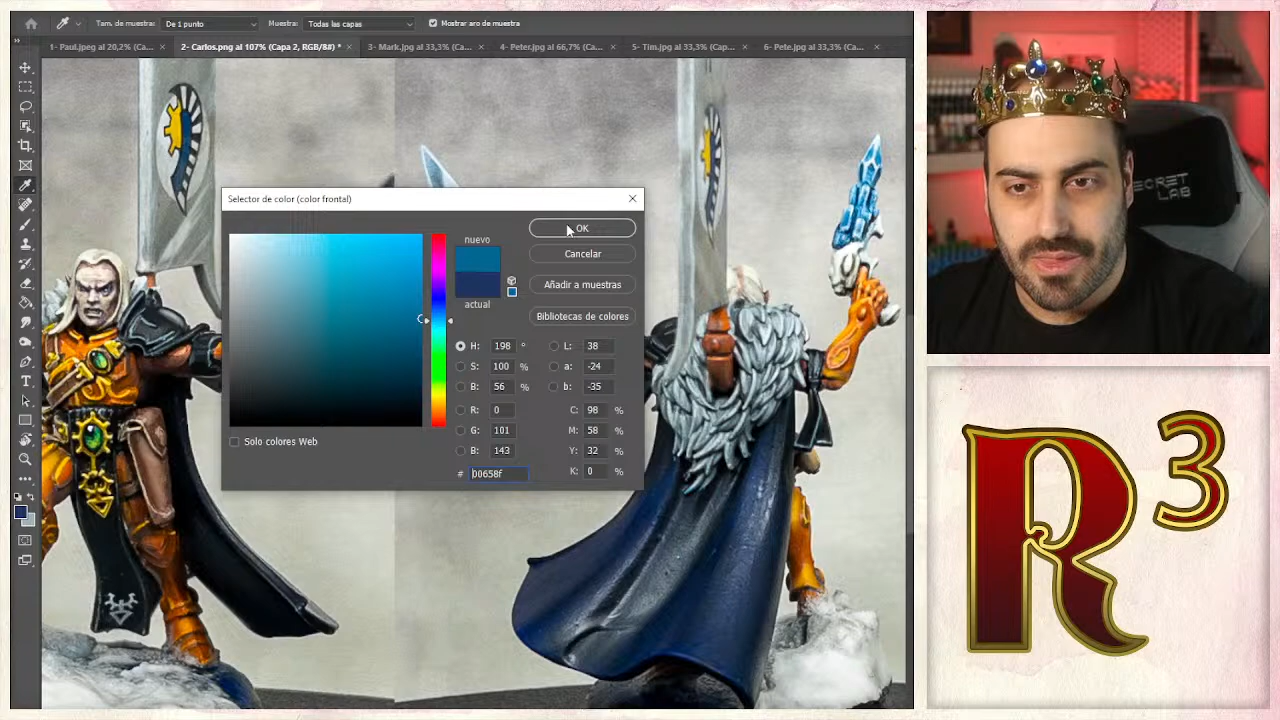 Tam. de muestra: De 1 punto Muestra: Todas las capas Mostrar aro de muestra
1- Paul.jpeg al 20,2% (Ca... × 2- Carlos.png al 107% (Capa 2, RGB/8#) * × 3- Mark.jpg al 33,3% (Ca... × 4- Peter.jpg al 66,7% (Cap... × 5- Tim.jpg al 33,3% (Cap... × 6- Pete.jpg al 33,3% (Ca... ×
Selector de color (color frontal)
nuevo
actual
OK
Cancelar
Añadir a muestras
Bibliotecas de colores
H: 198 ° L: 38
S: 100 % a: -24
B: 56 % b: -35
R: 0 C: 98 %
G: 101 M: 58 %
B: 143 Y: 32 %
# 00658f K: 0 %
Solo colores Web
SECRET
LAB
R3